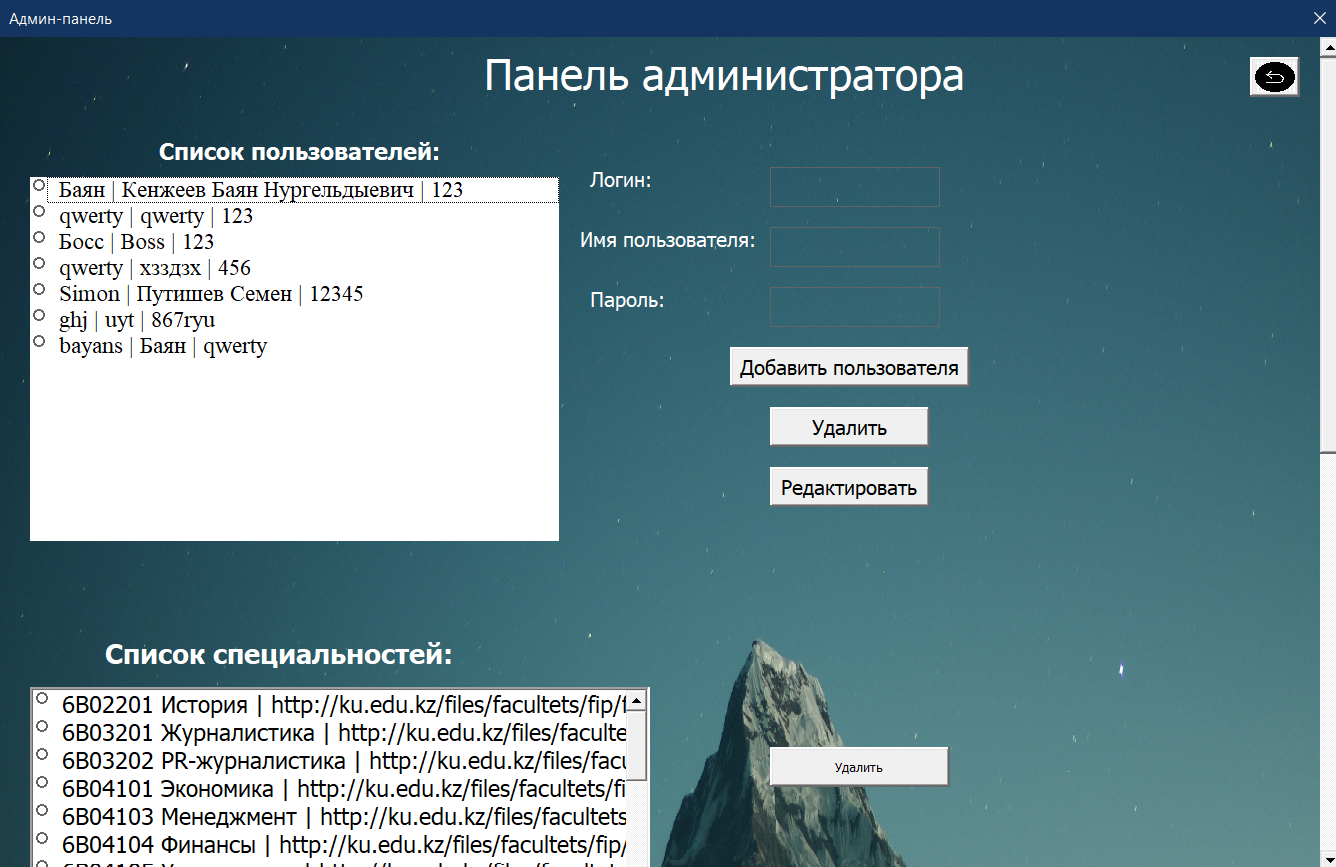 Админ-панель
Панель администратора
Список пользователей:
Баян | Кенжеев Баян Нургельдыевич | 123
qwerty | qwerty | 123
Босс | Boss | 123
qwerty | хззdзх | 456
Simon | Путишев Семен | 12345
ghj | uyt | 867ryu
bayans | Баян | qwerty
Логин:
Имя пользователя:
Пароль:
Добавить пользователя
Удалить
Редактировать
Список специальностей:
6B02201 История | http://ku.edu.kz/files/facultets/fip/
6B03201 Журналистика | http://ku.edu.kz/files/faculte
6B03202 PR-журналистика | http://ku.edu.kz/files/facu
6B04101 Экономика | http://ku.edu.kz/files/facultets/fi
6B04103 Менеджмент | http://ku.edu.kz/files/facultets
6B04104 Финансы | http://ku.edu.kz/files/facultets/fip/
Удалить